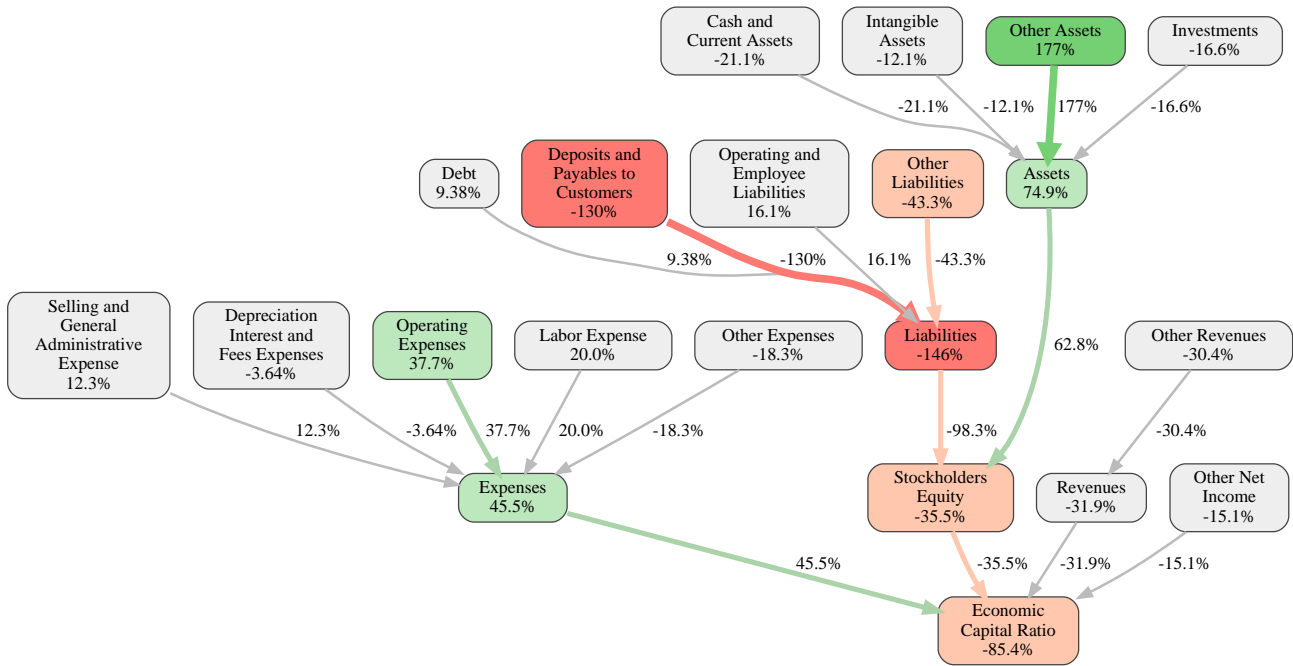 Cash and
Current Assets
-21.1%
Intangible
Assets
-12.1%
Other Assets
177%
Investments
-16.6%
-21.1%
-12.1%
177%
-16.6%
Debt
9.38%
Deposits and
Payables to
Customers
-130%
Operating and
Employee
Liabilities
16.1%
Other
Liabilities
-43.3%
Assets
74.9%
9.38%
-130%
16.1%
-43.3%
Selling and
General
Administrative
Expense
12.3%
Depreciation
Interest and
Fees Expenses
-3.64%
Operating
Expenses
37.7%
Labor Expense
20.0%
Other Expenses
-18.3%
Liabilities
-146%
62.8%
Other Revenues
-30.4%
12.3%
-3.64%
37.7%
20.0%
-18.3%
-98.3%
-30.4%
Expenses
45.5%
Stockholders
Equity
-35.5%
Revenues
-31.9%
Other Net
Income
-15.1%
45.5%
-35.5%
-31.9%
-15.1%
Economic
Capital Ratio
-85.4%